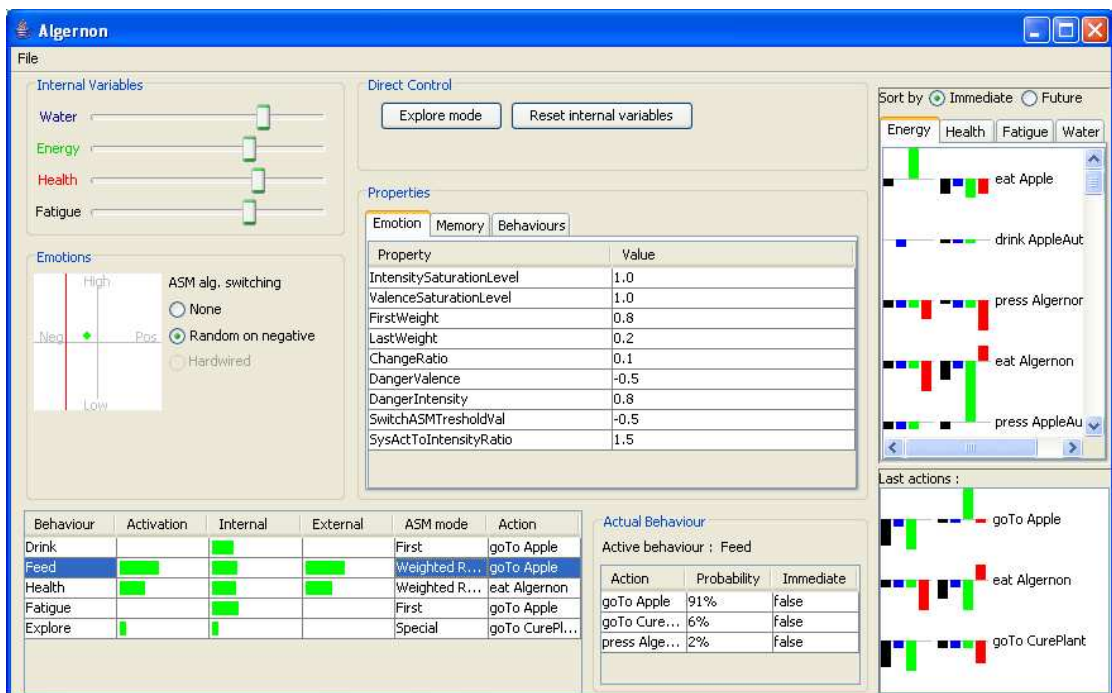 Algernon
File
Internal Variables
Water
Energy
Health
Fatigue
Direct Control
Explore mode
Reset internal variables
Emotions
High
Neg
Pos
Low
ASM alg. switching
None
Random on negative
Hardwired
Properties
Emotion Memory Behaviours
Property Value
IntensitySaturationLevel 1.0
ValenceSaturationLevel 1.0
FirstWeight 0.8
LastWeight 0.2
ChangeRatio 0.1
DangerValence -0.5
DangerIntensity 0.8
SwitchASMTresholdVal -0.5
SysActToIntensityRatio 1.5
Sort by Immediate Future
Energy Health Fatigue Water
eat Apple
drink AppleAut
press Algernor
eat Algernon
press AppleAu
Last actions :
goTo Apple
eat Algernon
goTo CurePlant
Behaviour Activation Internal External ASM mode Action
Drink First goTo Apple
Feed Weighted R... goTo Apple
Health Weighted R... eat Algernon
Fatigue First goTo Apple
Explore Special goTo CurePl...
Actual Behaviour
Active behaviour : Feed
Action Probability Immediate
goTo Apple 91% false
goTo Cure... 6% false
press Alge... 2% false